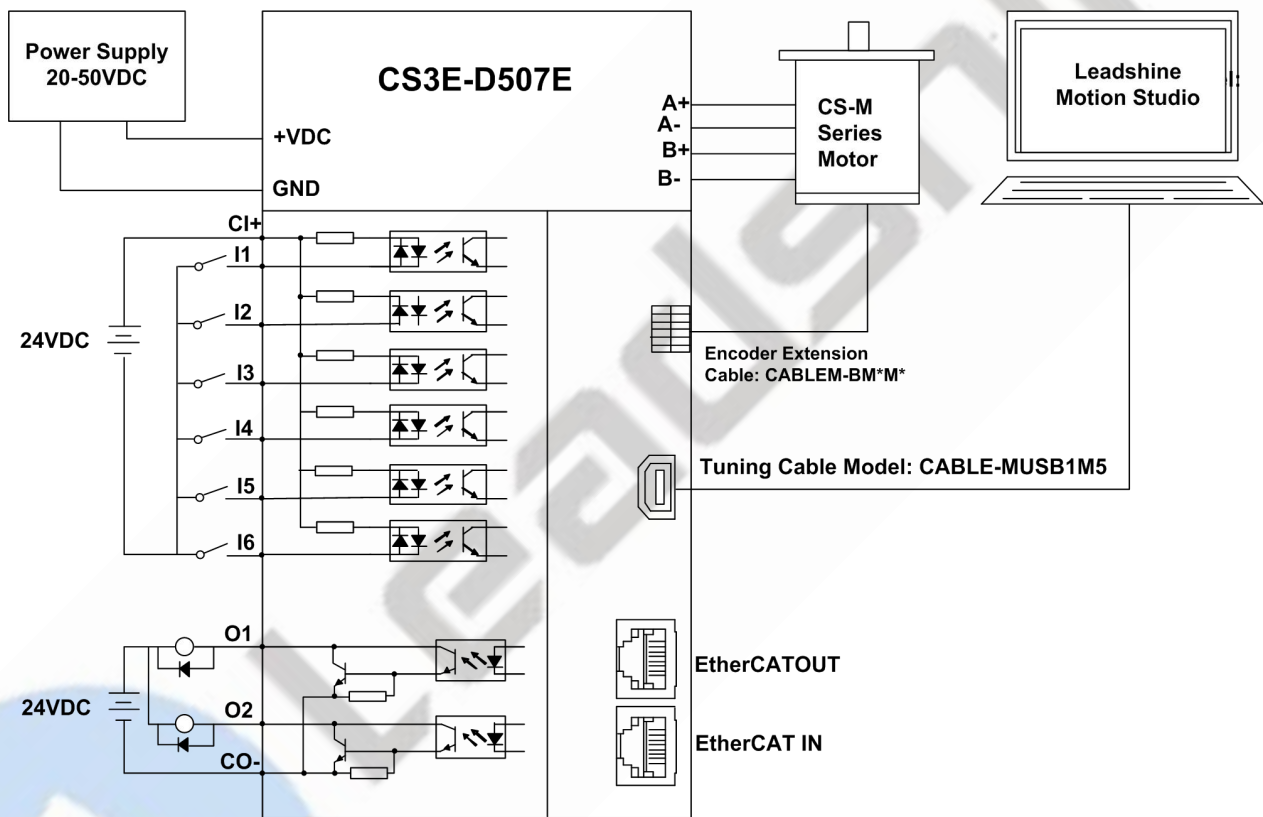 Power Supply
20-50VDC
CS3E-D507E
+VDC
GND
A+
A-
B+
B-
CS-M
Series
Motor
Leadshine
Motion Studio
CI+
I1
I2
I3
I4
I5
I6
24VDC
Encoder Extension
Cable: CABLEM-BM*M*
Tuning Cable Model: CABLE-MUSB1M5
O1
O2
CO-
24VDC
EtherCATOUT
EtherCAT IN